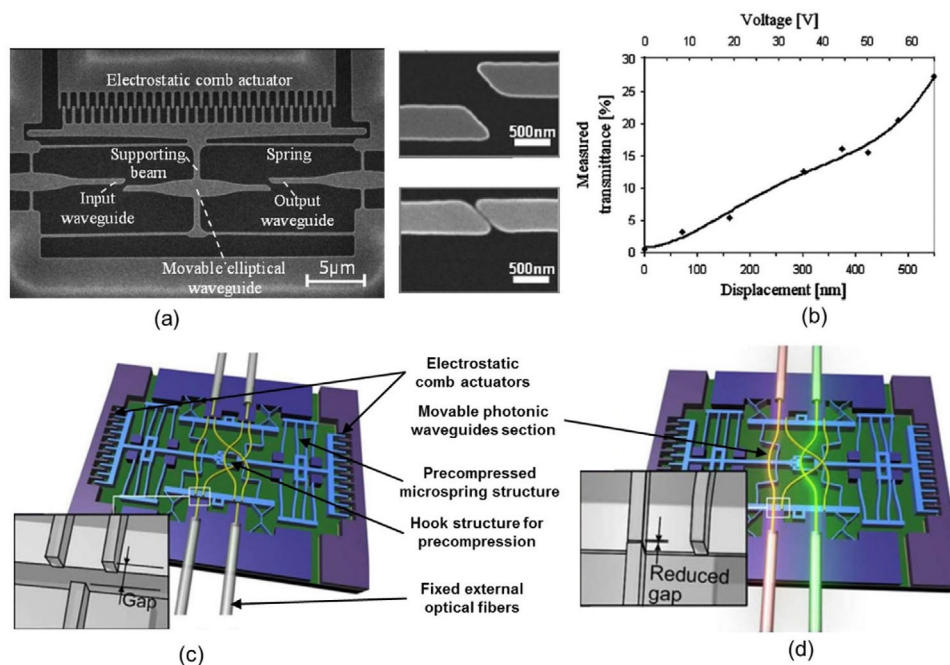 Electrostatic comb actuator
Supporting
beam
Spring
Input
waveguide
Output
waveguide
Movable elliptical
waveguide
5μm
500nm
500nm
(a)
Voltage [V]
0 10 20 30 40 50 60
Measured
transmittance [%]
30
25
20
15
10
5
0
0 100 200 300 400 500
Displacement [nm]
(b)
Electrostatic
comb actuators
Movable photonic
waveguides section
Precompressed
microspring structure
Hook structure for
precompression
Fixed external
optical fibers
Gap
(c)
Reduced
gap
(d)